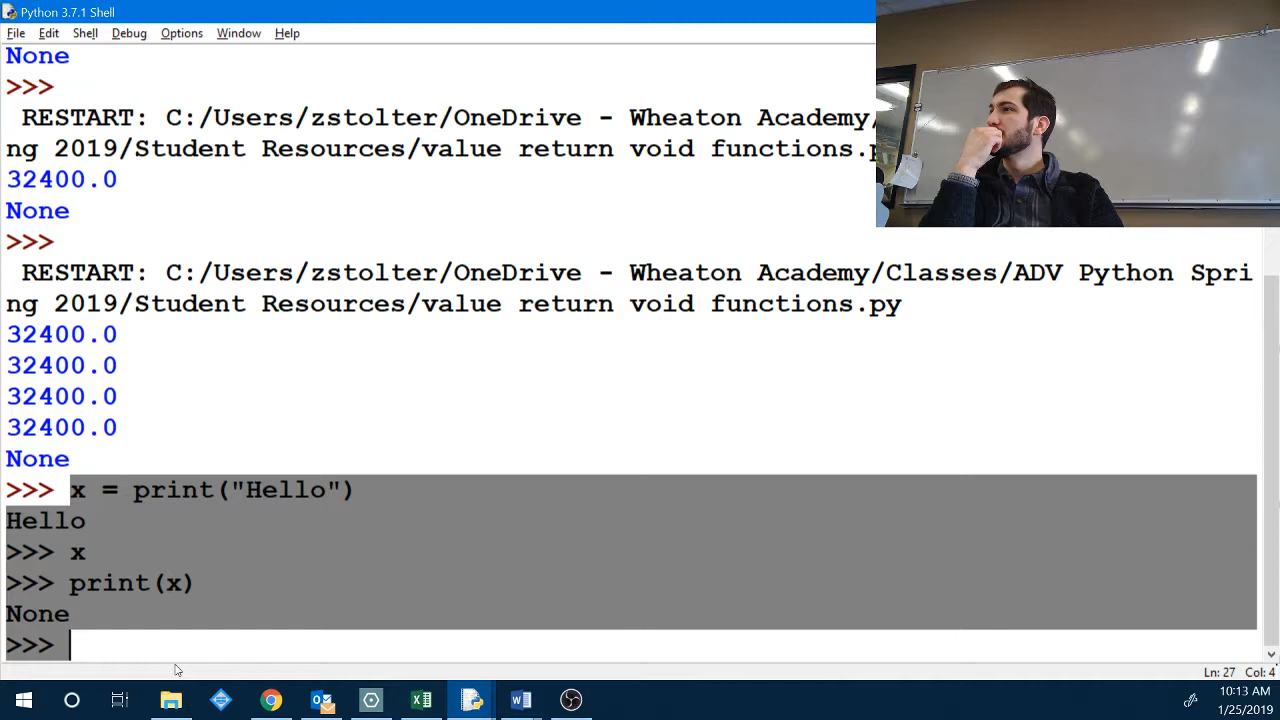 Python 3.7.1 Shell
File Edit Shell Debug Options Window Help
None
>>>
RESTART: C:/Users/zstolter/OneDrive - Wheaton Academy/
ng 2019/Student Resources/value return void functions.p
32400.0
None
>>>
RESTART: C:/Users/zstolter/OneDrive - Wheaton Academy/Classes/ADV Python Spri
ng 2019/Student Resources/value return void functions.py
32400.0
32400.0
32400.0
32400.0
None
>>> x = print("Hello")
Hello
>>> x
>>> print(x)
None
>>>
Ln: 27 Col: 4
10:13 AM
1/25/2019